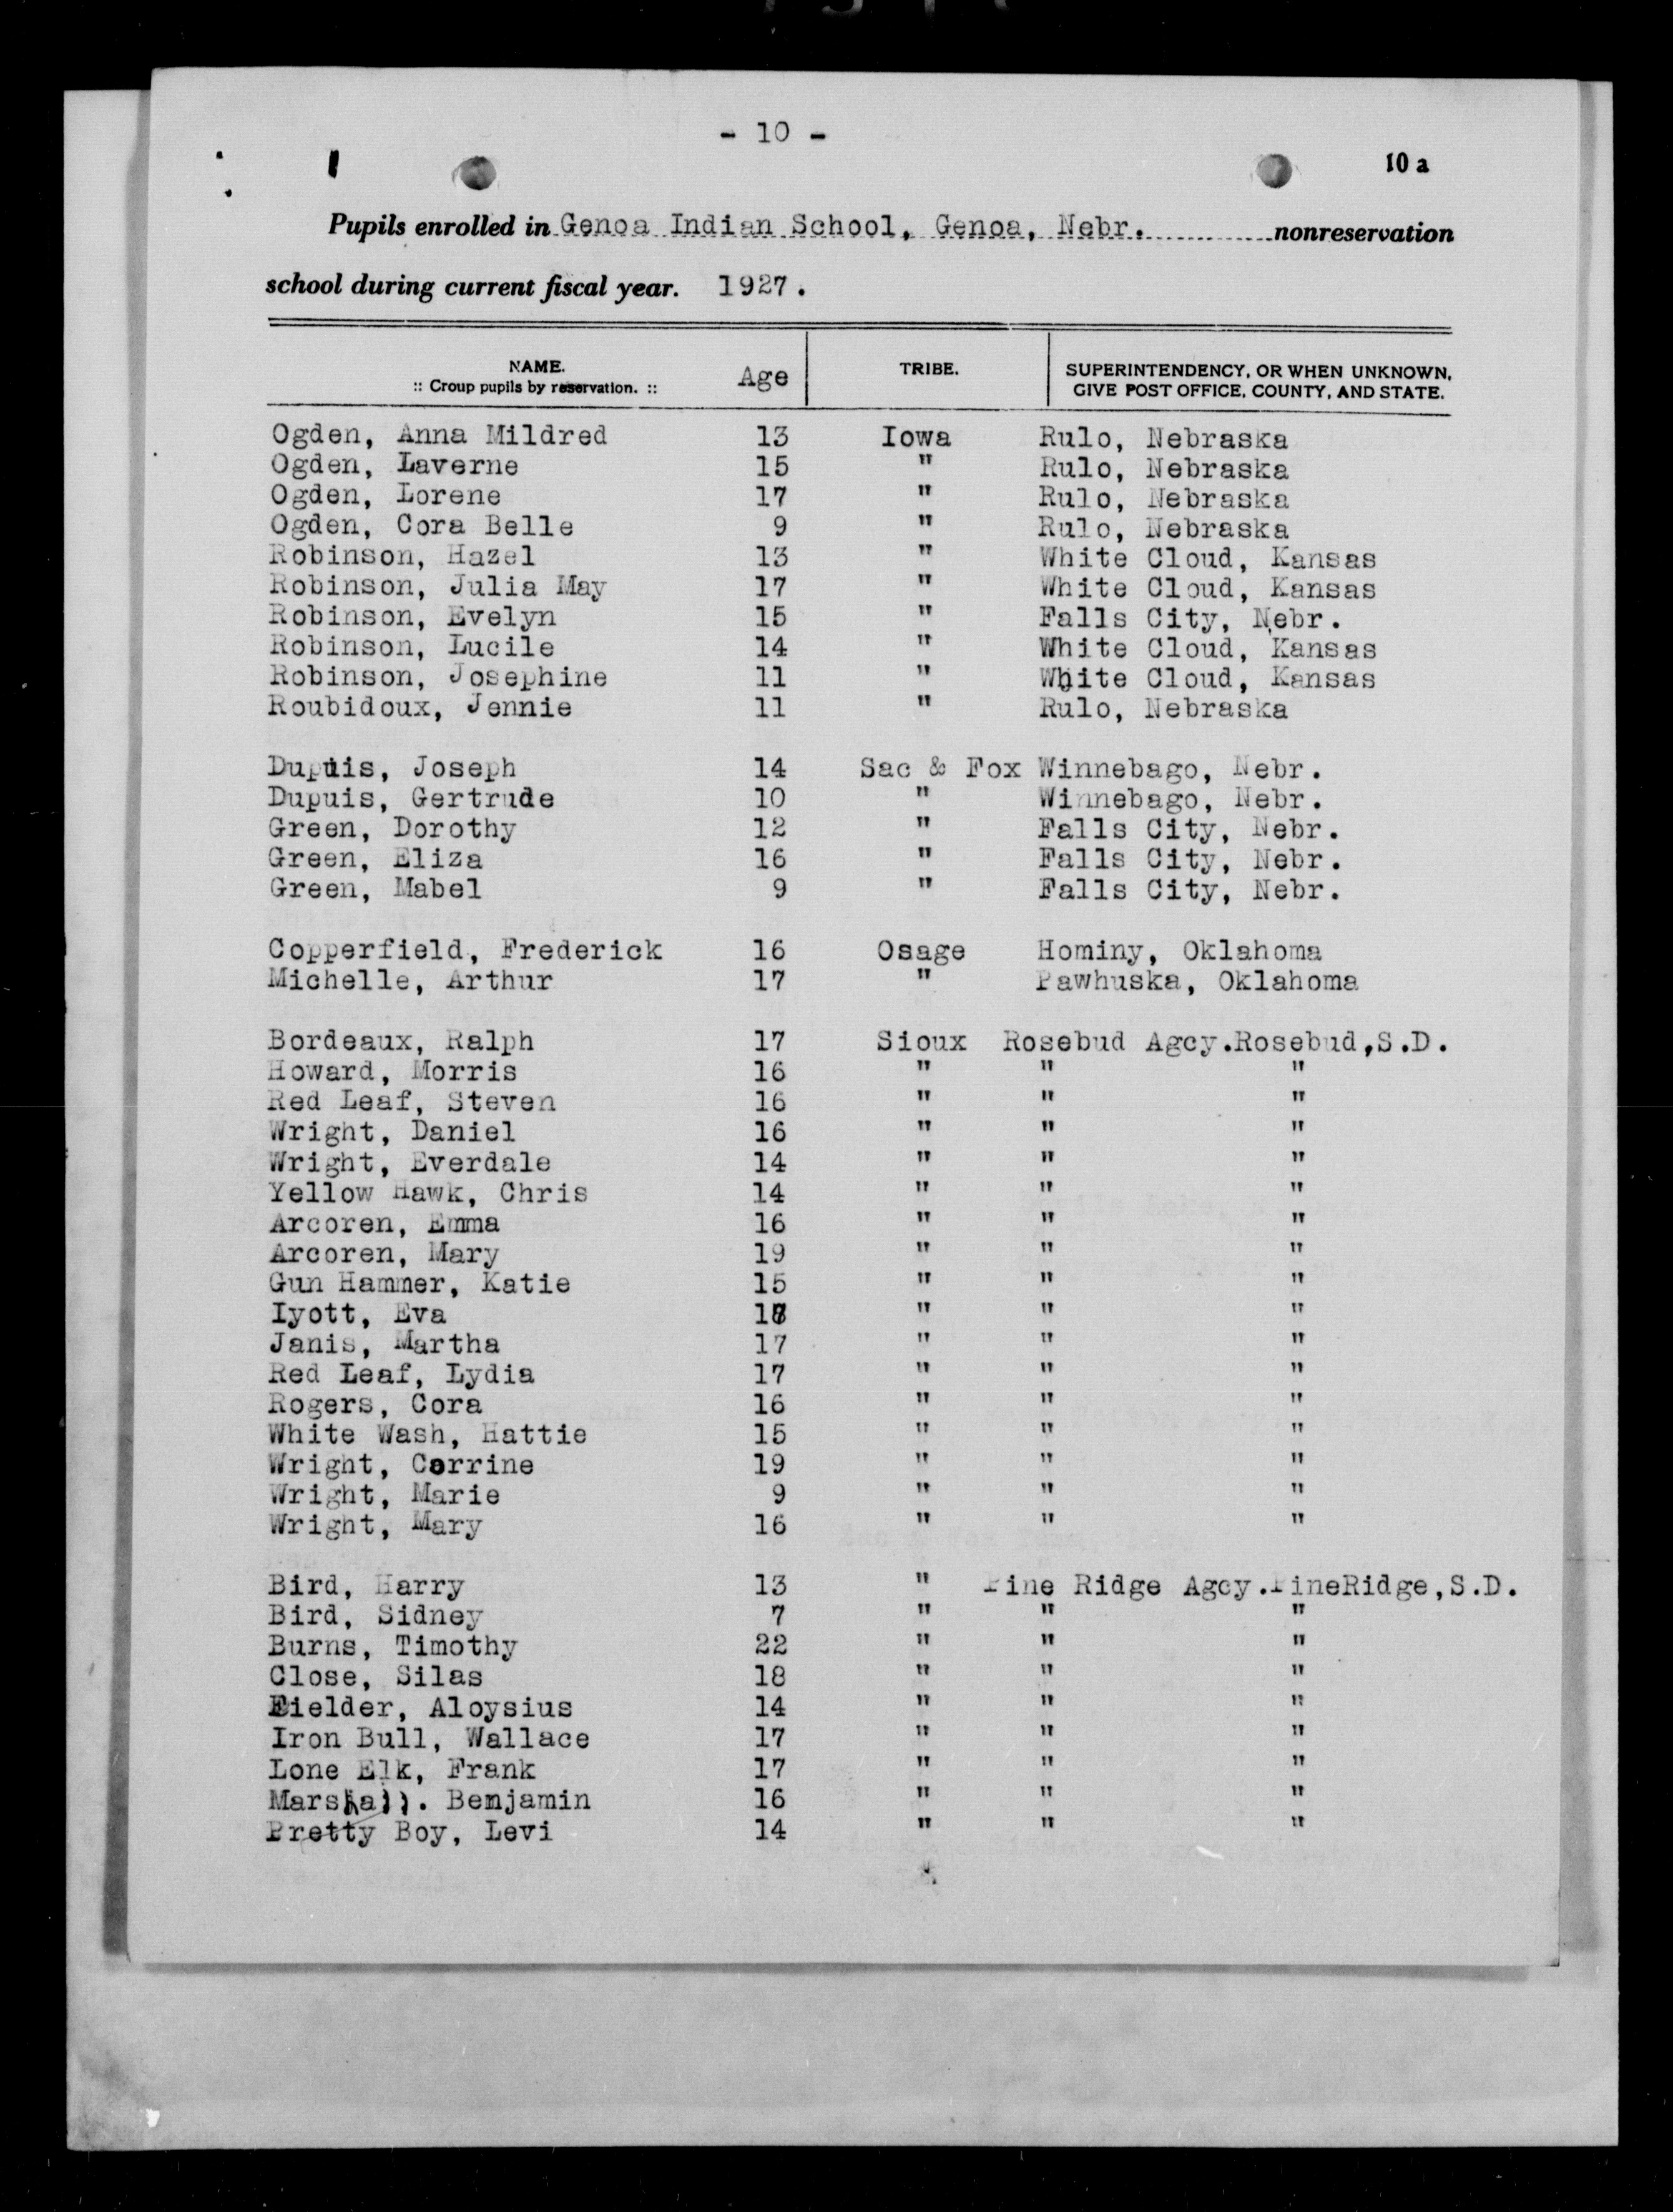 - 10 -
10 a
Pupils enrolled in Genoa Indian School, Genoa, Nebr. nonreservation
school during current fiscal year. 1927.
NAME. Age TRIBE. SUPERINTENDENCY, OR WHEN UNKNOWN,
:: Croup pupils by reservation. :: GIVE POST OFFICE, COUNTY, AND STATE.
Ogden, Anna Mildred 13 Iowa Rulo, Nebraska
Ogden, Laverne 15 " Rulo, Nebraska
Ogden, Lorene 17 " Rulo, Nebraska
Ogden, Cora Belle 9 " Rulo, Nebraska
Robinson, Hazel 13 " White Cloud, Kansas
Robinson, Julia May 17 " White Cloud, Kansas
Robinson, Evelyn 15 " Falls City, Nebr.
Robinson, Lucile 14 " White Cloud, Kansas
Robinson, Josephine 11 " White Cloud, Kansas
Roubidoux, Jennie 11 " Rulo, Nebraska
Dupuis, Joseph 14 Sac & Fox Winnebago, Nebr.
Dupuis, Gertrude 10 " Winnebago, Nebr.
Green, Dorothy 12 " Falls City, Nebr.
Green, Eliza 16 " Falls City, Nebr.
Green, Mabel 9 " Falls City, Nebr.
Copperfield, Frederick 16 Osage Hominy, Oklahoma
Michelle, Arthur 17 " Pawhuska, Oklahoma
Bordeaux, Ralph 17 Sioux Rosebud Agcy.Rosebud,S.D.
Howard, Morris 16 " " "
Red Leaf, Steven 16 " " "
Wright, Daniel 16 " " "
Wright, Everdale 14 " " "
Yellow Hawk, Chris 14 " " "
Arcoren, Emma 16 " " "
Arcoren, Mary 19 " " "
Gun Hammer, Katie 15 " " "
Iyott, Eva " " "
Janis, Martha 17 " " "
Red Leaf, Lydia 17 " " "
Rogers, Cora 16 " " "
White Wash, Hattie 15 " " "
Wright, Corrine 19 " " "
Wright, Marie 9 " " "
Wright, Mary 16 " " "
Bird, Harry 13 " Pine Ridge Agcy.PineRidge,S.D.
Bird, Sidney 7 " " "
Burns, Timothy 22 " " "
Close, Silas 18 " " "
Fielder, Aloysius 14 " " "
Iron Bull, Wallace 17 " " "
Lone Elk, Frank 17 " " "
Marsha)). Benjamin 16 " " "
Pretty Boy, Levi 14 " " "